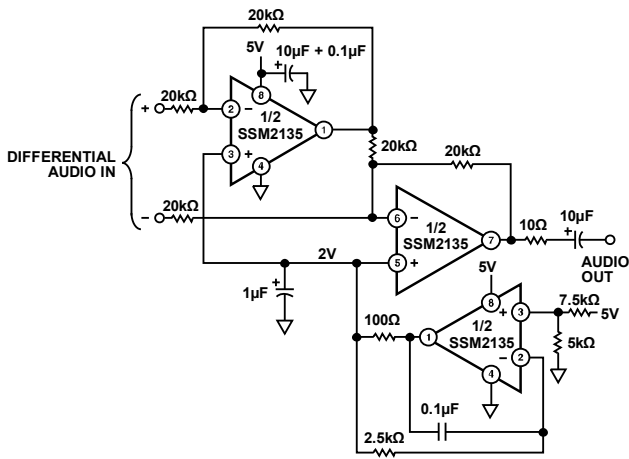 20kΩ
5V
10µF + 0.1µF
+
20kΩ
+
8
2
–
1/2
SSM2135
1
3
+
4
20kΩ
20kΩ
DIFFERENTIAL
AUDIO IN
–
20kΩ
6
–
1/2
SSM2135
7
10Ω
10µF
+
5
+
AUDIO
OUT
2V
1µF
+
5V
8
7.5kΩ
5V
100Ω
1
1/2
SSM2135
+
3
–
2
5kΩ
4
0.1µF
2.5kΩ